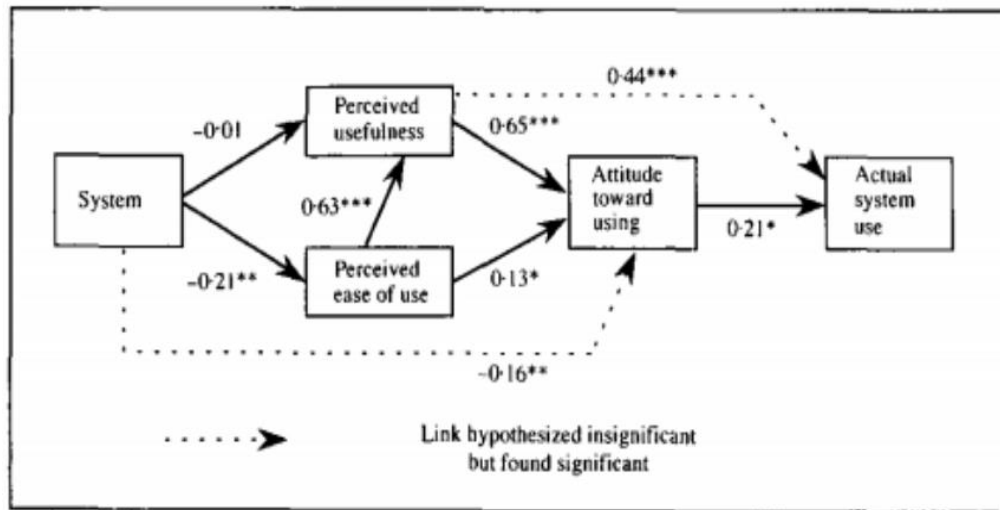 0·44***
Perceived
usefulness
-0·01
0·65***
System
Attitude
toward
using
Actual
system
use
0·63***
0·21*
-0·21**
Perceived
ease of use
0·13*
-0·16**
Link hypothesized insignificant
but found significant